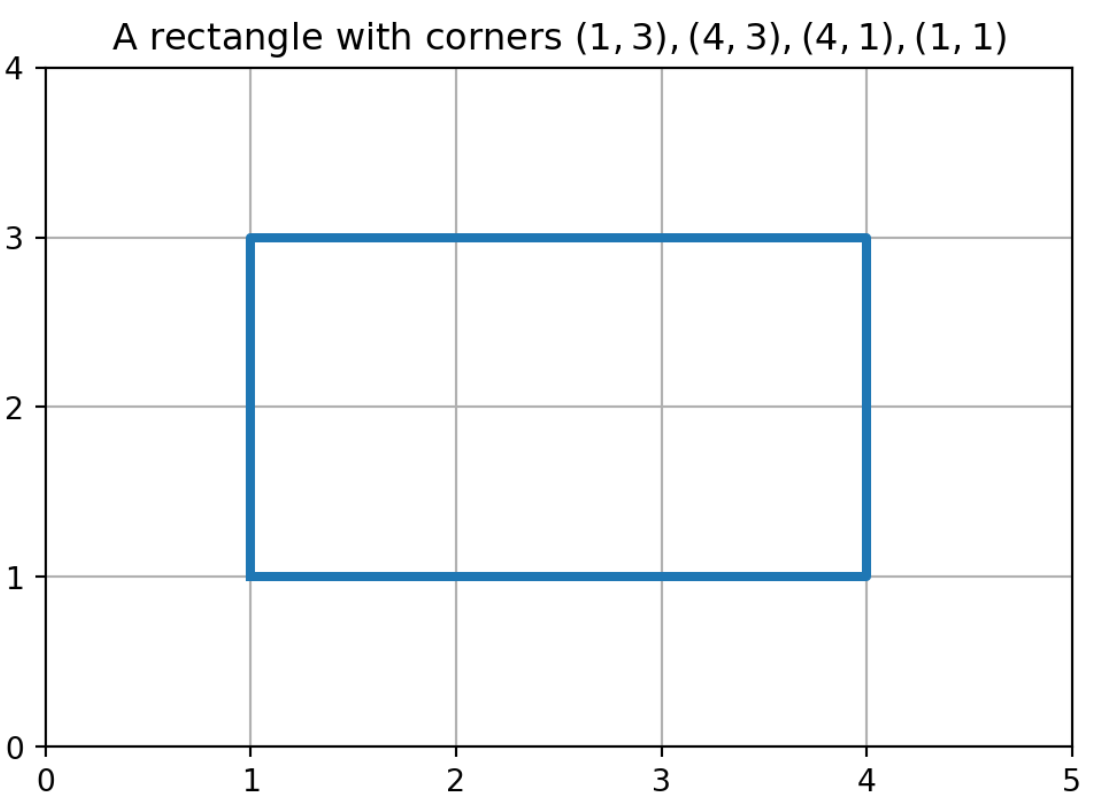 A rectangle with corners (1, 3), (4, 3), (4, 1), (1, 1)
4
3
2
1
0
0 1 2 3 4 5